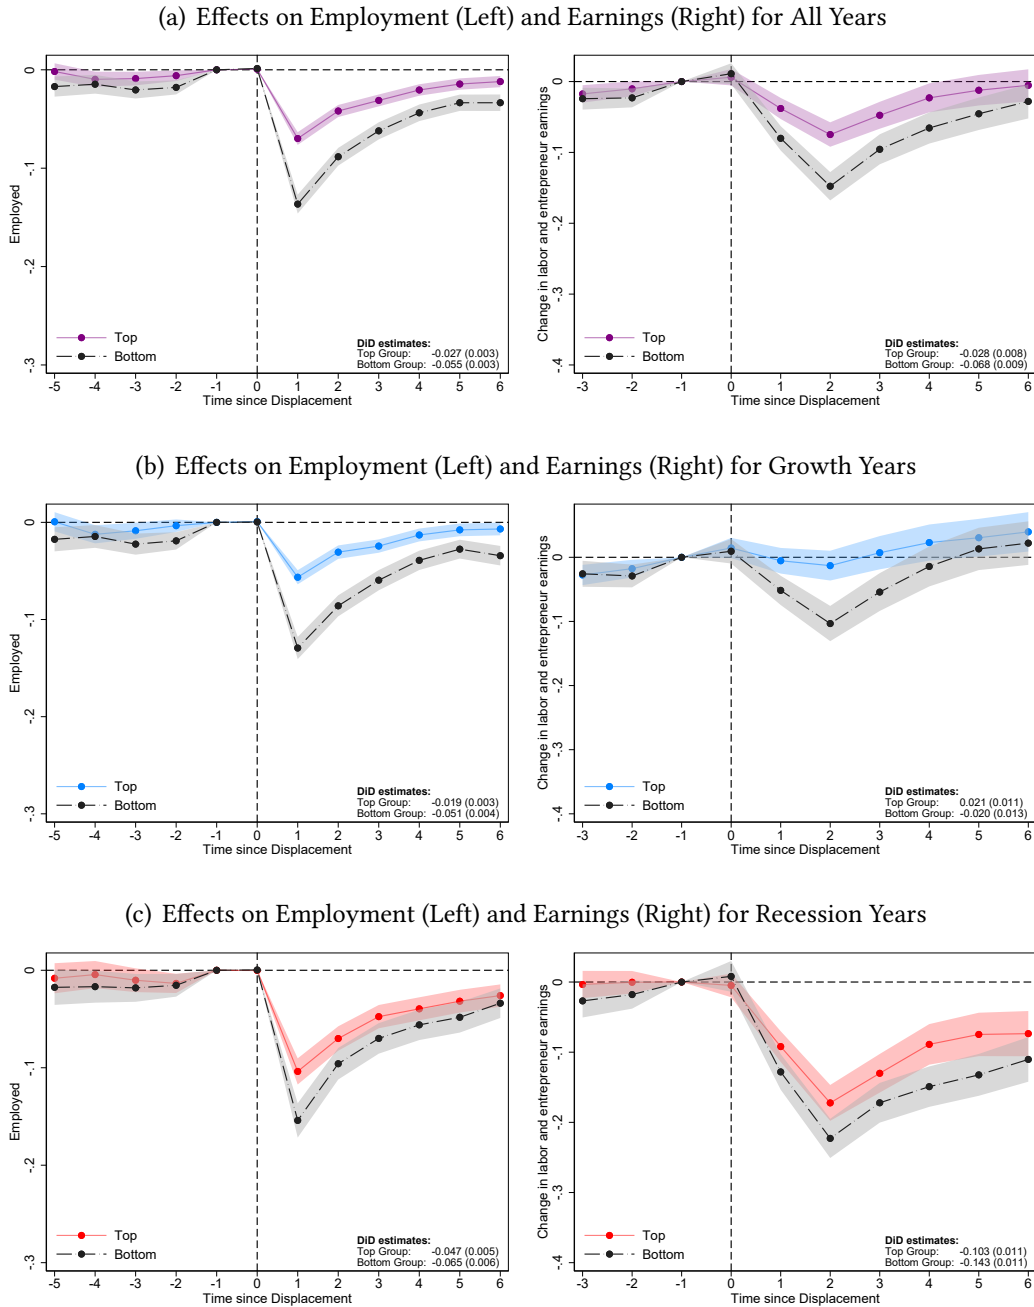 (a) Effects on Employment (Left) and Earnings (Right) for All Years
Employed
0
-.1
-.2
-.3
Top
Bottom
DiD estimates:
Top Group: -0.027 (0.003)
Bottom Group: -0.055 (0.003)
-5 -4 -3 -2 -1 0 1 2 3 4 5 6
Time since Displacement
Change in labor and entrepreneur earnings
0
-.1
-.2
-.3
-.4
Top
Bottom
DiD estimates:
Top Group: -0.028 (0.008)
Bottom Group: -0.068 (0.009)
-3 -2 -1 0 1 2 3 4 5 6
Time since Displacement
(b) Effects on Employment (Left) and Earnings (Right) for Growth Years
Employed
0
-.1
-.2
-.3
Top
Bottom
DiD estimates:
Top Group: -0.019 (0.003)
Bottom Group: -0.051 (0.004)
-5 -4 -3 -2 -1 0 1 2 3 4 5 6
Time since Displacement
Change in labor and entrepreneur earnings
0
-.1
-.2
-.3
-.4
Top
Bottom
DiD estimates:
Top Group: 0.021 (0.011)
Bottom Group: -0.020 (0.013)
-3 -2 -1 0 1 2 3 4 5 6
Time since Displacement
(c) Effects on Employment (Left) and Earnings (Right) for Recession Years
Employed
0
-.1
-.2
-.3
Top
Bottom
DiD estimates:
Top Group: -0.047 (0.005)
Bottom Group: -0.065 (0.006)
-5 -4 -3 -2 -1 0 1 2 3 4 5 6
Time since Displacement
Change in labor and entrepreneur earnings
0
-.1
-.2
-.3
-.4
Top
Bottom
DiD estimates:
Top Group: -0.103 (0.011)
Bottom Group: -0.143 (0.011)
-3 -2 -1 0 1 2 3 4 5 6
Time since Displacement